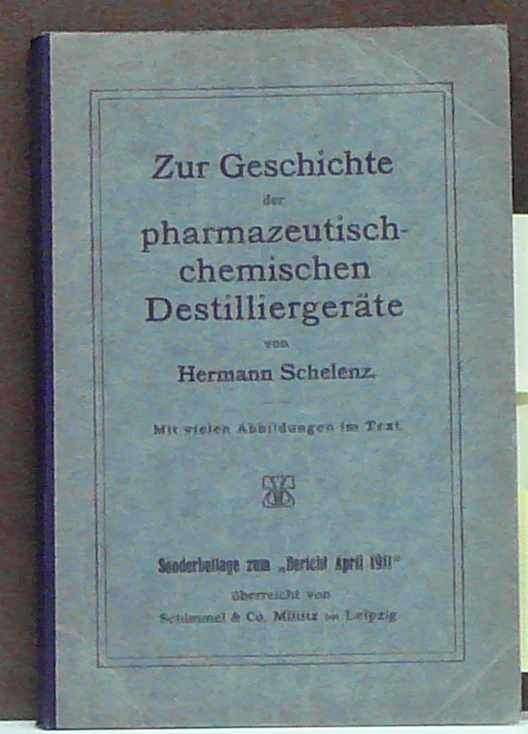 Zur Geschichte
der
pharmazeutisch-
chemischen
Destilliergeräte
von
Hermann Schelenz.
Mit vielen Abbildungen im Text.
Sonderbeilage zum „Bericht April 1911“
überreicht von
Schimmel & Co. Miltitz bei Leipzig